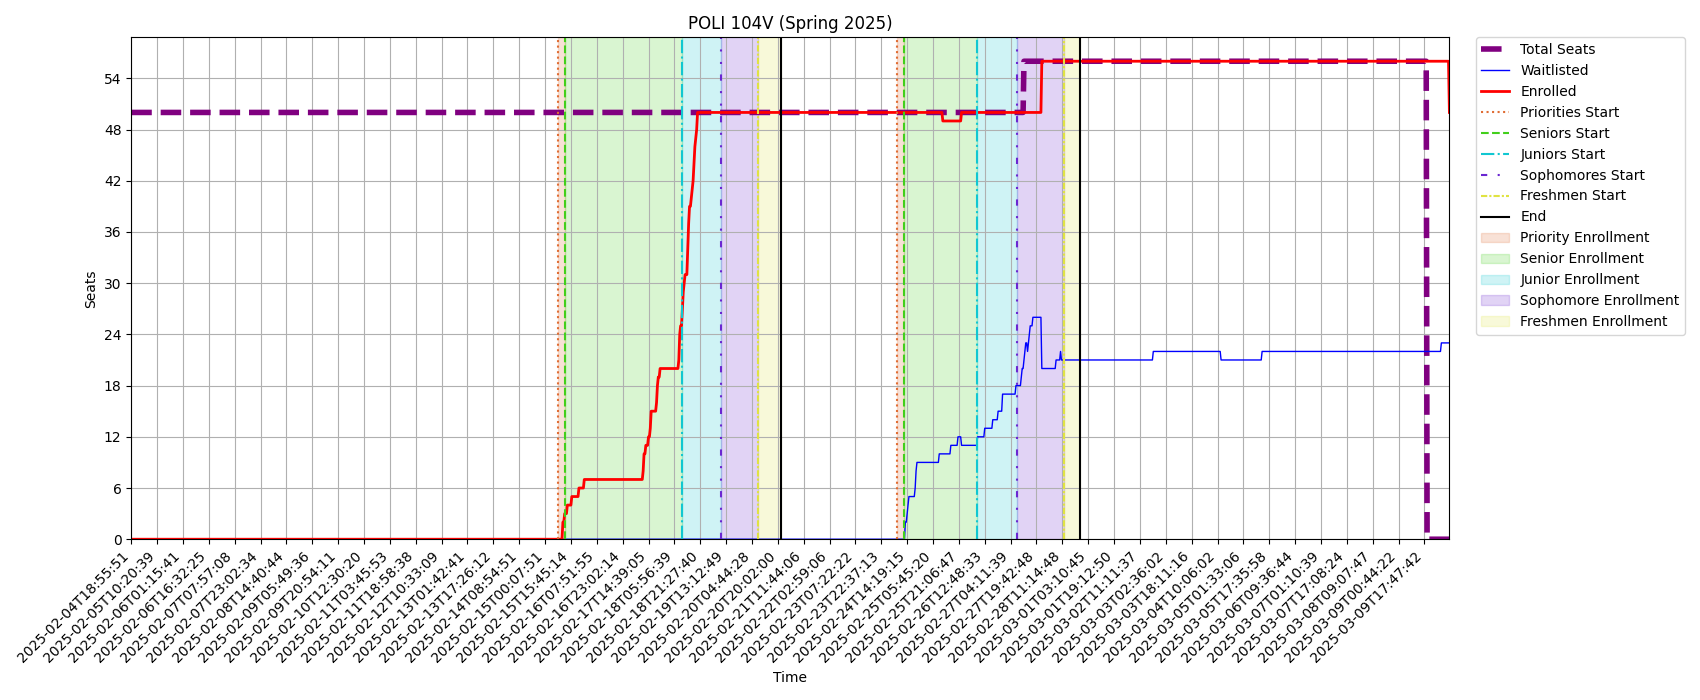 POLI 104V (Spring 2025)
Total Seats
Waitlisted
Enrolled
Priorities Start
Seniors Start
Juniors Start
Sophomores Start
Freshmen Start
End
Priority Enrollment
Senior Enrollment
Junior Enrollment
Sophomore Enrollment
Freshmen Enrollment
Seats
54
48
42
36
30
24
18
12
6
0
2025-02-04T18:55:51
2025-02-05T10:20:39
2025-02-06T01:15:41
2025-02-06T16:32:25
2025-02-07T07:57:08
2025-02-07T23:02:34
2025-02-08T14:40:44
2025-02-09T05:49:36
2025-02-09T20:54:11
2025-02-10T12:30:20
2025-02-11T03:45:53
2025-02-11T18:58:38
2025-02-12T10:33:09
2025-02-13T01:42:41
2025-02-13T17:26:12
2025-02-14T08:54:51
2025-02-15T00:07:51
2025-02-15T15:45:14
2025-02-16T07:51:55
2025-02-16T23:02:14
2025-02-17T14:39:05
2025-02-18T05:56:39
2025-02-18T21:27:40
2025-02-19T13:12:49
2025-02-20T04:44:28
2025-02-20T20:02:00
2025-02-21T11:44:06
2025-02-22T02:59:06
2025-02-23T07:22:22
2025-02-23T22:37:13
2025-02-24T14:19:15
2025-02-25T05:45:20
2025-02-25T21:06:47
2025-02-26T12:48:33
2025-02-27T04:11:39
2025-02-27T19:42:48
2025-02-28T11:14:48
2025-03-01T03:10:45
2025-03-01T19:12:50
2025-03-02T11:11:37
2025-03-03T02:36:02
2025-03-03T18:11:16
2025-03-04T10:06:02
2025-03-05T01:33:06
2025-03-05T17:35:58
2025-03-06T09:36:44
2025-03-07T01:10:39
2025-03-07T17:08:24
2025-03-08T09:07:47
2025-03-09T00:44:22
2025-03-09T17:47:42
Time